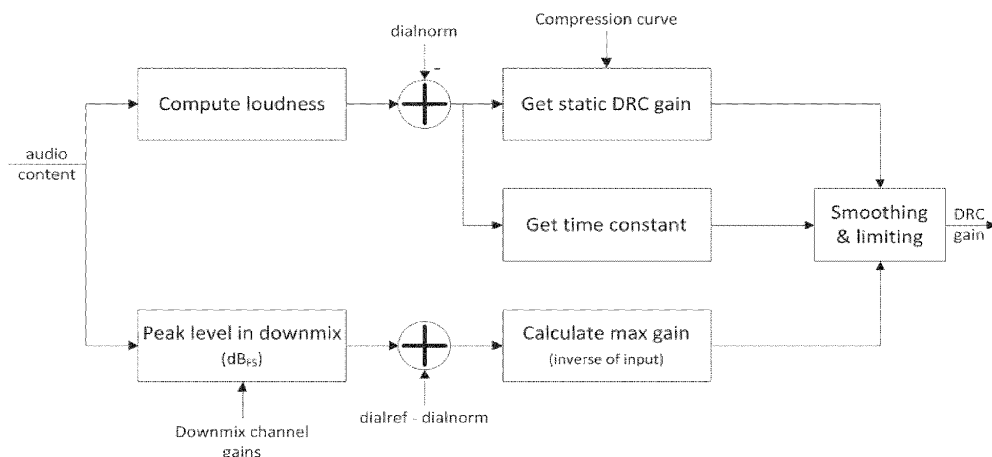 Compression curve
dialnorm
-
Compute loudness
Get static DRC gain
audio
content
Get time constant
Smoothing
& limiting
DRC
gain
Peak level in downmix
(dBFS)
Calculate max gain
(inverse of input)
dialref - dialnorm
Downmix channel
gains